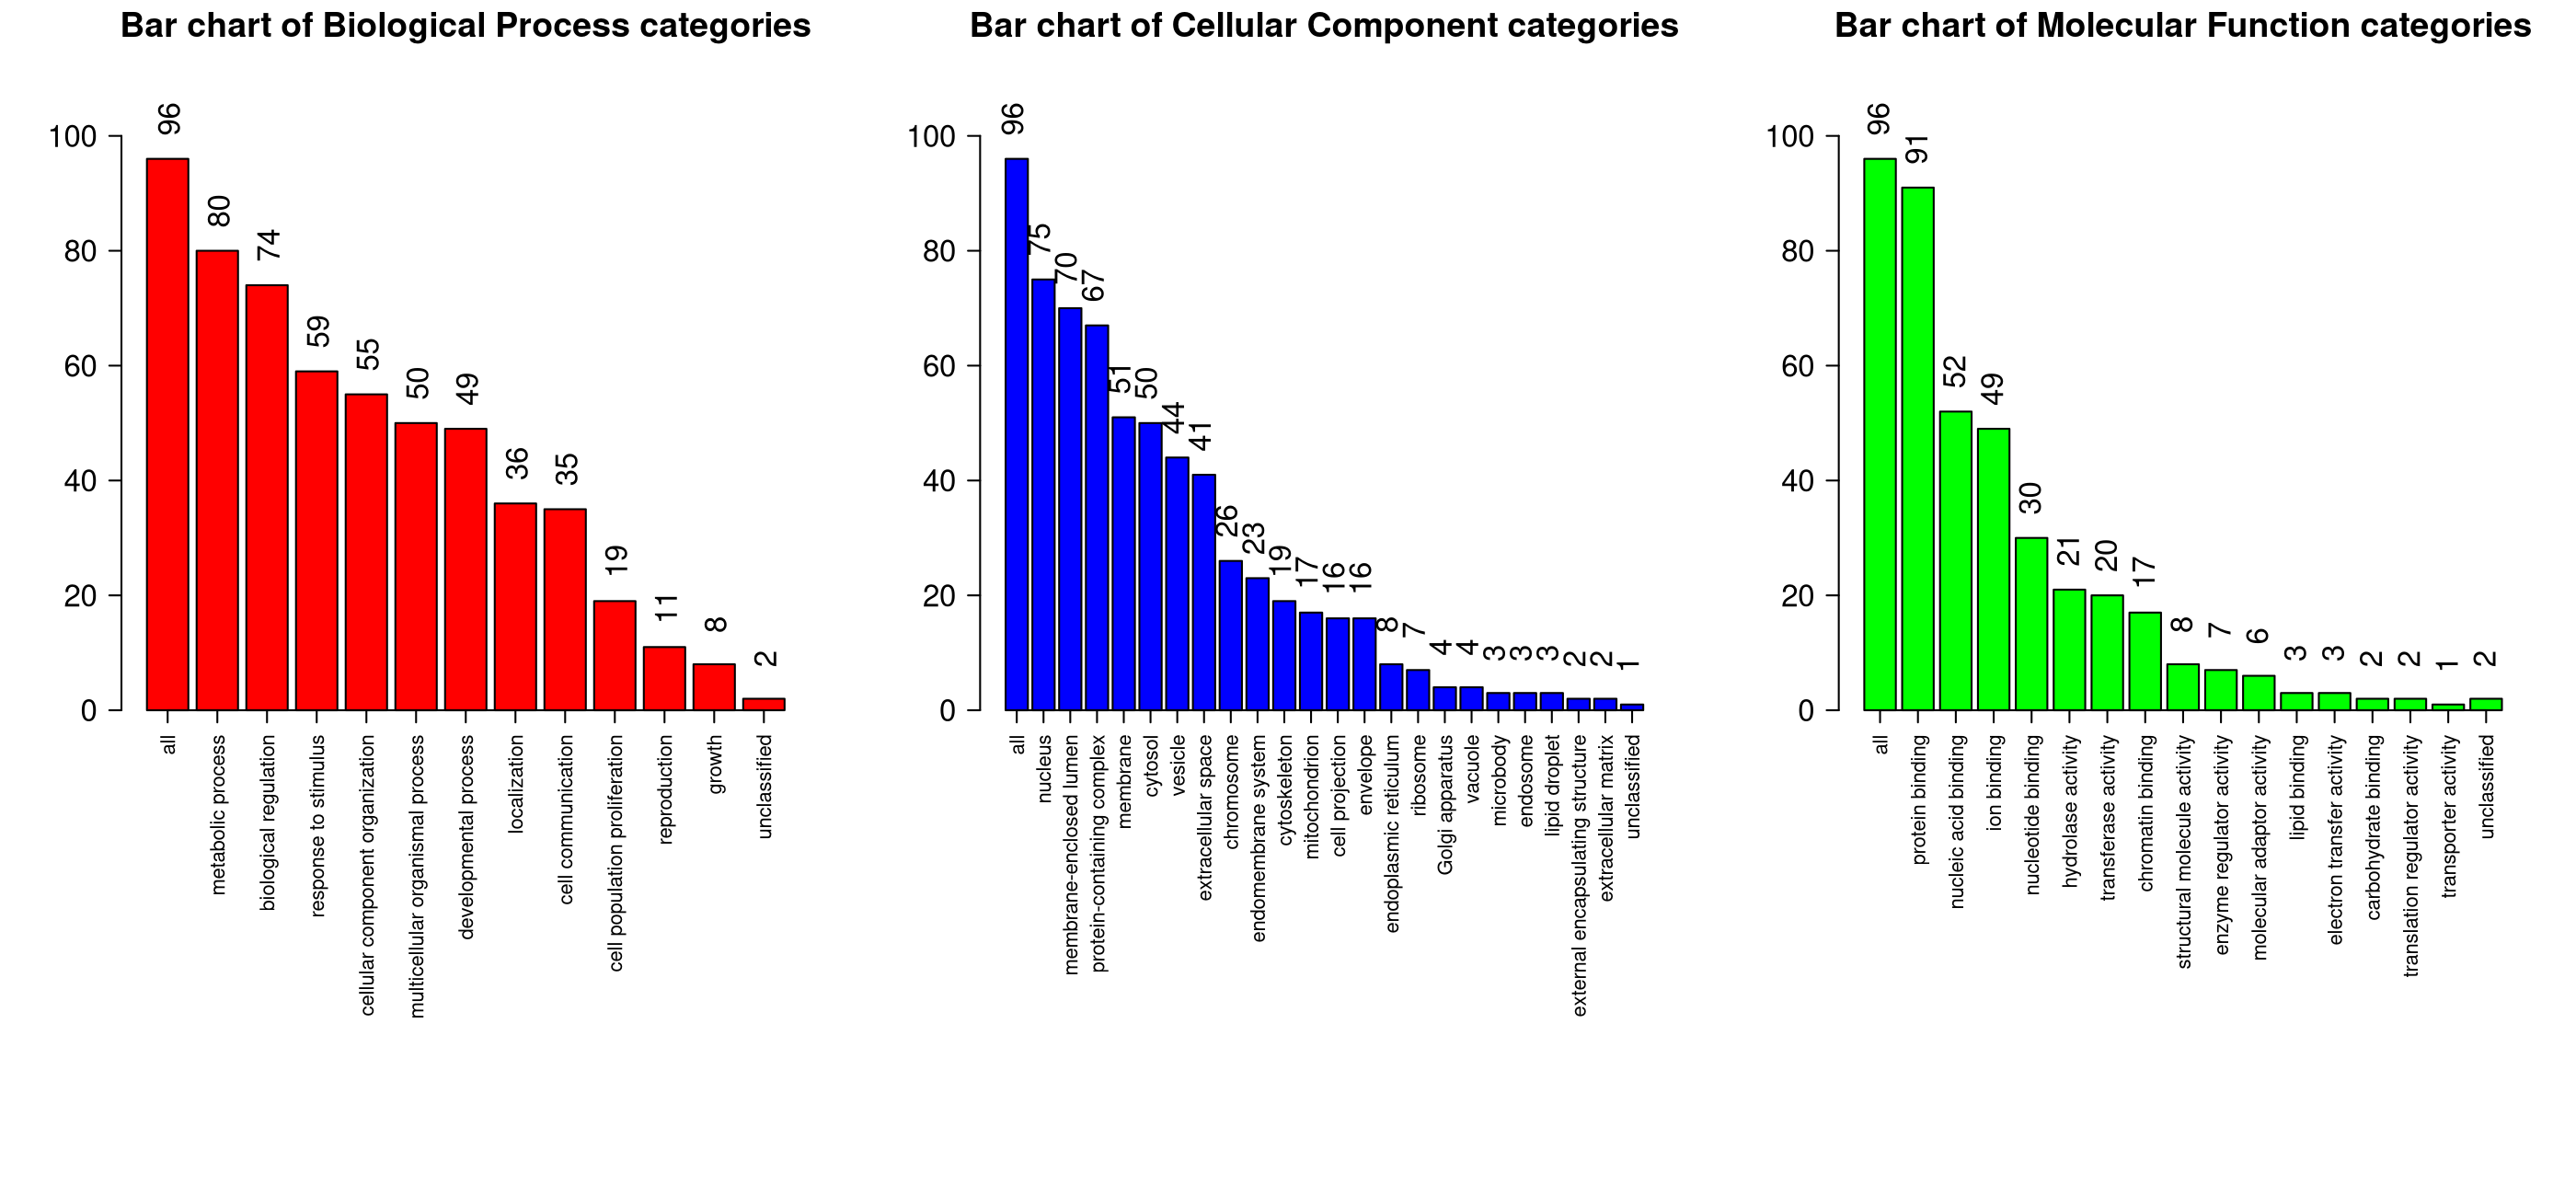 Bar chart of Biological Process categories
100
80
60
40
20
0
96
80
74
59
55
50
49
36
35
19
11
8
2
all
metabolic process
biological regulation
response to stimulus
cellular component organization
multicellular organismal process
developmental process
localization
cell communication
cell population proliferation
reproduction
growth
unclassified
Bar chart of Cellular Component categories
100
80
60
40
20
0
96
75
70
67
51
50
44
41
26
23
19
17
16
16
8
7
4
4
3
3
3
2
2
1
all
nucleus
membrane-enclosed lumen
protein-containing complex
membrane
cytosol
vesicle
extracellular space
chromosome
endomembrane system
cytoskeleton
mitochondrion
cell projection
envelope
endoplasmic reticulum
ribosome
Golgi apparatus
vacuole
microbody
endosome
lipid droplet
external encapsulating structure
extracellular matrix
unclassified
Bar chart of Molecular Function categories
100
80
60
40
20
0
96
91
52
49
30
21
20
17
8
7
6
3
3
2
2
1
2
all
protein binding
nucleic acid binding
ion binding
nucleotide binding
hydrolase activity
transferase activity
chromatin binding
structural molecule activity
enzyme regulator activity
molecular adaptor activity
lipid binding
electron transfer activity
carbohydrate binding
translation regulator activity
transporter activity
unclassified